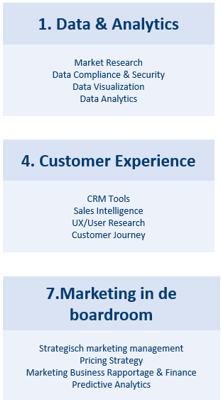 1. Data & Analytics
Market Research
Data Compliance & Security
Data Visualization
Data Analytics
4. Customer Experience
CRM Tools
Sales Intelligence
UX/User Research
Customer Journey
7.Marketing in de
boardroom
Strategisch marketing management
Pricing Strategy
Marketing Business Rapportage & Finance
Predictive Analytics